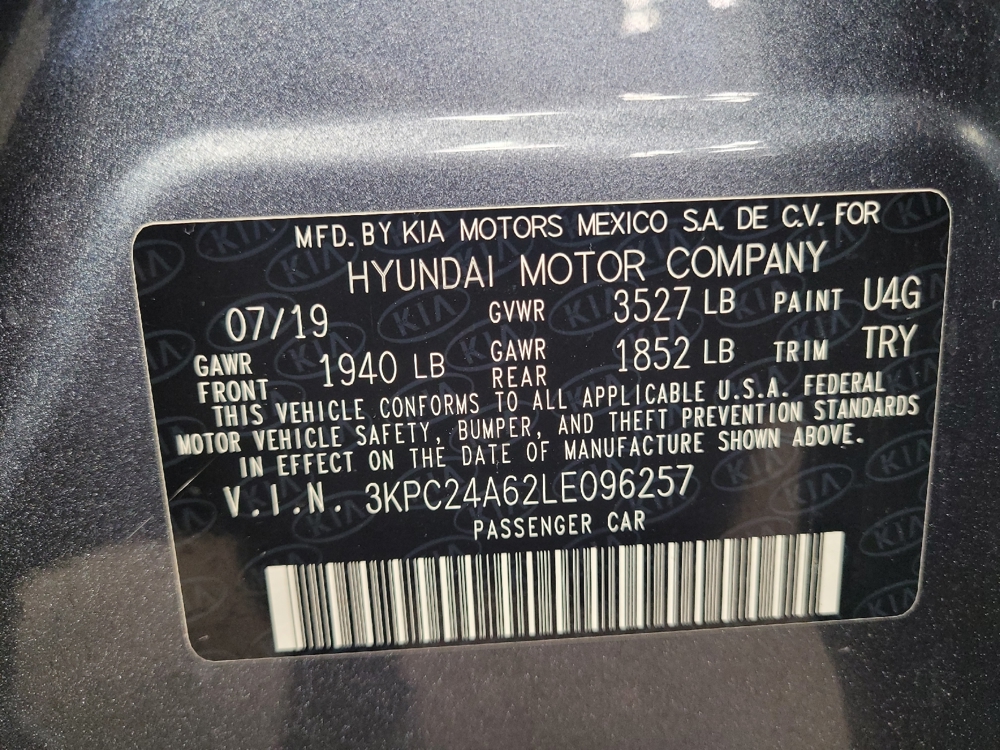 MFD. BY KIA MOTORS MEXICO S.A. DE C.V. FOR
HYUNDAI MOTOR COMPANY
07/19 GVWR 3527 LB PAINT U4G
GAWR FRONT 1940 LB GAWR REAR 1852 LB TRIM TRY
THIS VEHICLE CONFORMS TO ALL APPLICABLE U.S.A. FEDERAL
MOTOR VEHICLE SAFETY, BUMPER, AND THEFT PREVENTION STANDARDS
IN EFFECT ON THE DATE OF MANUFACTURE SHOWN ABOVE.
V.I.N. 3KPC24A62LE096257
PASSENGER CAR